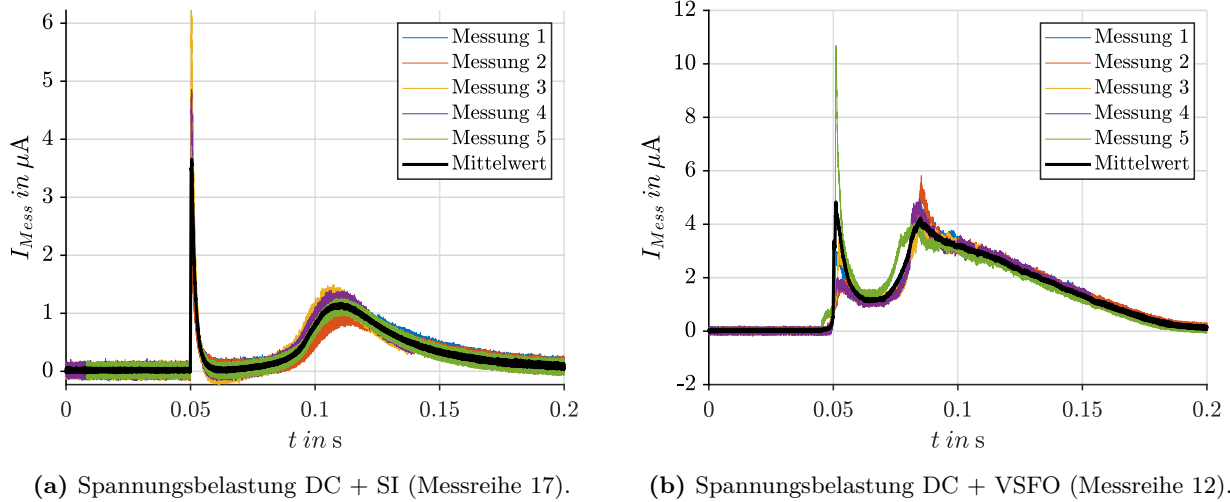 6
5
4
3
2
1
0
I_Mess in μA
0
0.05
0.1
0.15
0.2
t in s
Messung 1
Messung 2
Messung 3
Messung 4
Messung 5
Mittelwert
(a) Spannungsbelastung DC + SI (Messreihe 17).
12
10
8
6
4
2
0
-2
I_Mess in μA
0
0.05
0.1
0.15
0.2
t in s
Messung 1
Messung 2
Messung 3
Messung 4
Messung 5
Mittelwert
(b) Spannungsbelastung DC + VSFO (Messreihe 12).